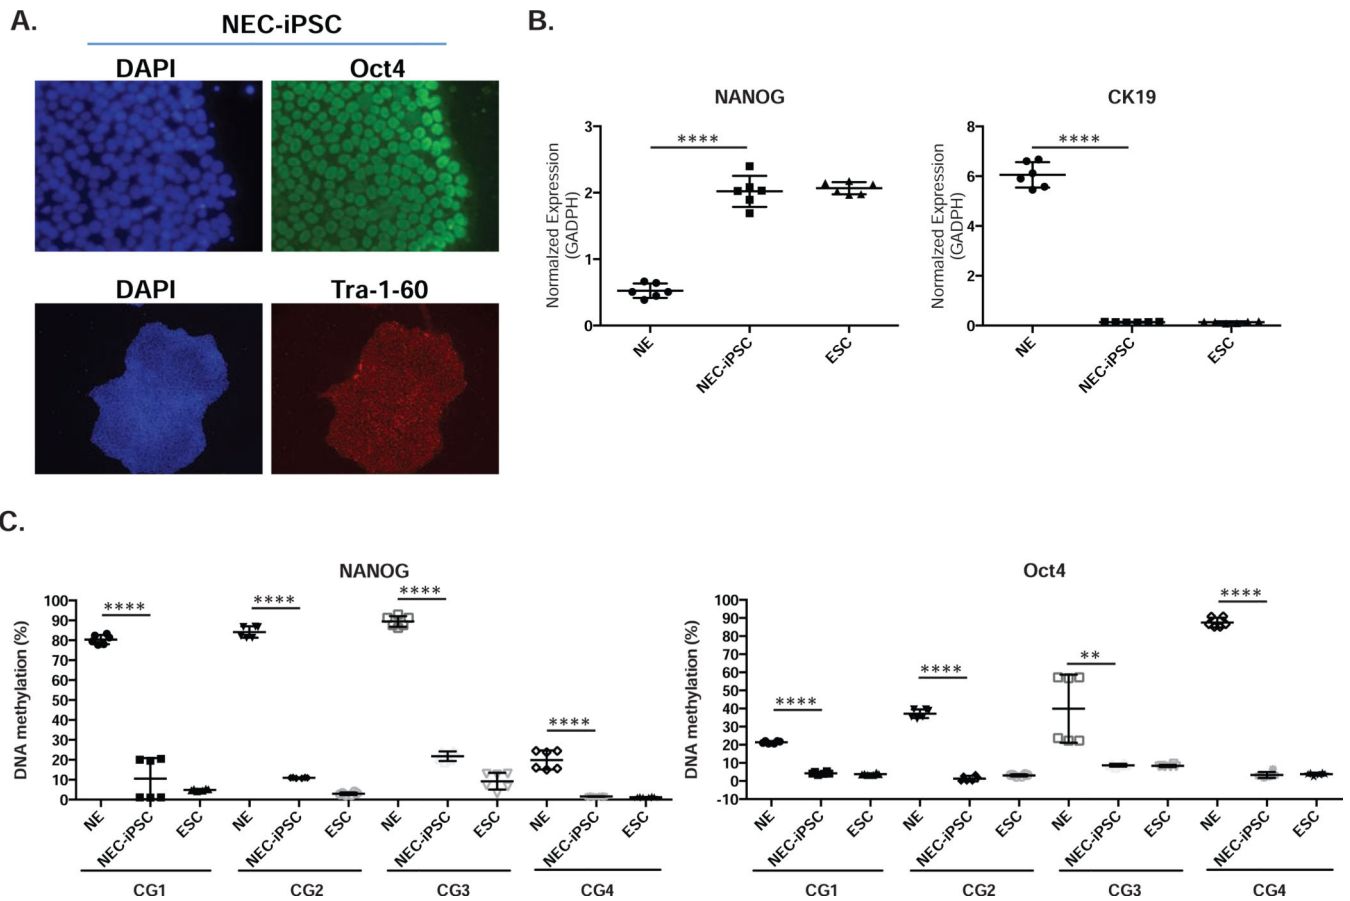 A.
NEC-iPSC
DAPI
Oct4
DAPI
Tra-1-60
B.
NANOG
Normalzed Expression
(GADPH)
3
2
1
0
****
NE
NEC-iPSC
ESC
CK19
Normalized Expression
(GADPH)
8
6
4
2
0
****
NE
NEC-iPSC
ESC
C.
NANOG
DNA methylation (%)
100
90
80
70
60
50
40
30
20
10
0
****
****
****
****
NE
NEC-iPSC
ESC
NE
NEC-iPSC
ESC
NE
NEC-iPSC
ESC
NE
NEC-iPSC
ESC
CG1
CG2
CG3
CG4
Oct4
DNA methylation (%)
100
90
80
70
60
50
40
30
20
10
0
-10
****
****
**
****
NE
NEC-iPSC
ESC
NE
NEC-iPSC
ESC
NE
NEC-iPSC
ESC
NE
NEC-iPSC
ESC
CG1
CG2
CG3
CG4